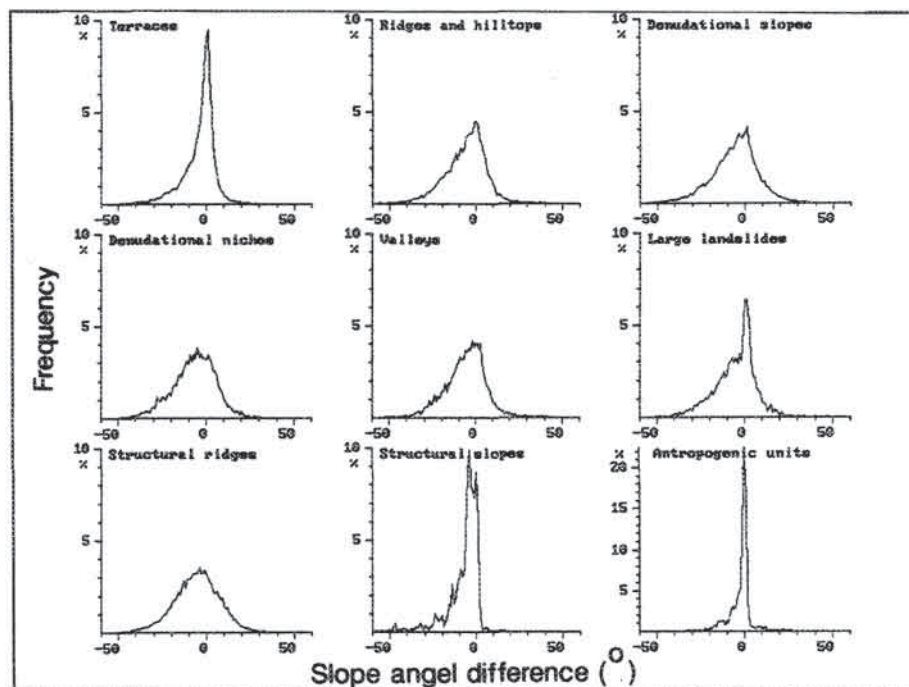 10
%
Terraces
5
-50 0 50
10
%
Ridges and hilltops
5
-50 0 50
10
%
Denudational slopes
5
-50 0 50
10
%
Denudational niches
5
-50 0 50
10
%
Valleys
5
-50 0 50
10
%
Large landslides
5
-50 0 50
10
%
Structural ridges
5
-50 0 50
10
%
Structural slopes
5
-50 0 50
%
Antropogenic units
20
15
10
5
-50 0 50
Frequency
Slope angel difference (°)